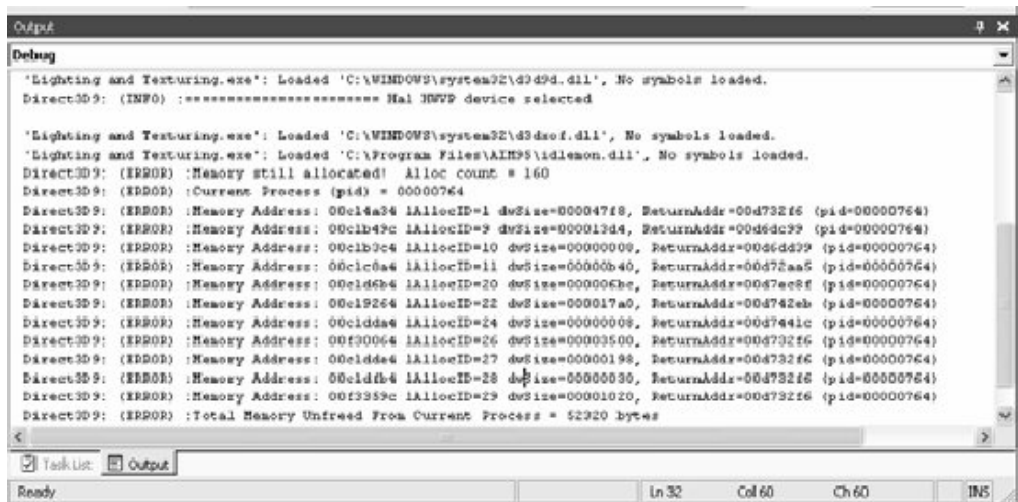 Output
Debug
'Lighting and Texturing.exe': Loaded 'C:\WINDOWS\system32\d3d9d.dll', No symbols loaded.
Direct3D9: (INFO) :======================= Hal HWVP device selected
'Lighting and Texturing.exe': Loaded 'C:\WINDOWS\system32\d3dxof.dll', No symbols loaded.
'Lighting and Texturing.exe': Loaded 'C:\Program Files\AIM95\idlemon.dll', No symbols loaded.
Direct3D9: (ERROR) :Memory still allocated! Alloc count = 160
Direct3D9: (ERROR) :Current Process (pid) = 00000764
Direct3D9: (ERROR) :Memory Address: 00c14a34 lAllocID=1 dwSize=000047f8, ReturnAddr=00d732f6 (pid=00000764)
Direct3D9: (ERROR) :Memory Address: 00c1b49c lAllocID=9 dwSize=000013d4, ReturnAddr=00d6dc99 (pid=00000764)
Direct3D9: (ERROR) :Memory Address: 00c1b3c4 lAllocID=10 dwSize=00000008, ReturnAddr=00d6dd39 (pid=00000764)
Direct3D9: (ERROR) :Memory Address: 00c1c8a4 lAllocID=11 dwSize=00000b40, ReturnAddr=00d72aa5 (pid=00000764)
Direct3D9: (ERROR) :Memory Address: 00c1d6b4 lAllocID=20 dwSize=000006bc, ReturnAddr=00d7ec8f (pid=00000764)
Direct3D9: (ERROR) :Memory Address: 00c19264 lAllocID=22 dwSize=000017a0, ReturnAddr=00d742eb (pid=00000764)
Direct3D9: (ERROR) :Memory Address: 00c1dda4 lAllocID=24 dwSize=00000008, ReturnAddr=00d7441c (pid=00000764)
Direct3D9: (ERROR) :Memory Address: 00f30064 lAllocID=26 dwSize=00003500, ReturnAddr=00d732f6 (pid=00000764)
Direct3D9: (ERROR) :Memory Address: 00c1dde4 lAllocID=27 dwSize=00000198, ReturnAddr=00d732f6 (pid=00000764)
Direct3D9: (ERROR) :Memory Address: 00c1dfb4 lAllocID=28 dwSize=00000030, ReturnAddr=00d732f6 (pid=00000764)
Direct3D9: (ERROR) :Memory Address: 00f3359c lAllocID=29 dwSize=00001020, ReturnAddr=00d732f6 (pid=00000764)
Direct3D9: (ERROR) :Total Memory Unfreed From Current Process = 52920 bytes
Task List Output
Ready Ln 32 Col 60 Ch 60 INS